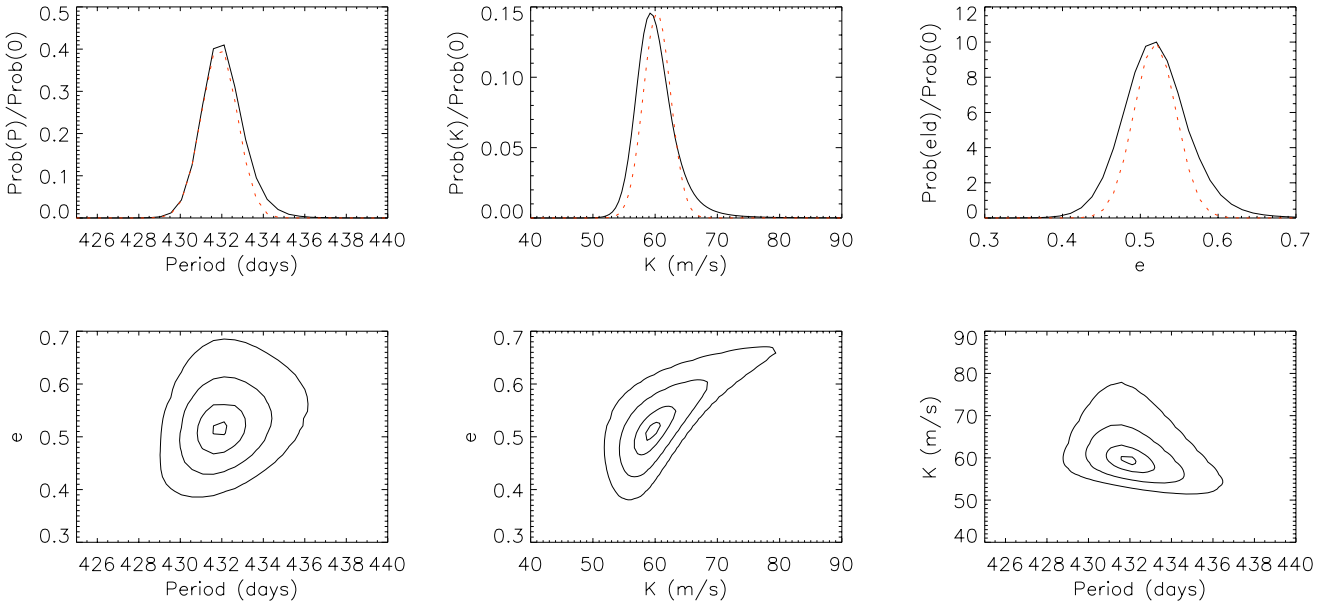 0.5
0.4
0.3
0.2
0.1
0.0
Prob(P)/Prob(0)
426 428 430 432 434 436 438 440
Period (days)
0.15
0.10
0.05
0.00
Prob(K)/Prob(0)
40 50 60 70 80 90
K (m/s)
12
10
8
6
4
2
0
Prob(eld)/Prob(0)
0.3 0.4 0.5 0.6 0.7
e
0.7
0.6
0.5
0.4
0.3
e
426 428 430 432 434 436 438 440
Period (days)
0.7
0.6
0.5
0.4
0.3
e
40 50 60 70 80 90
K (m/s)
90
80
70
60
50
40
K (m/s)
426 428 430 432 434 436 438 440
Period (days)